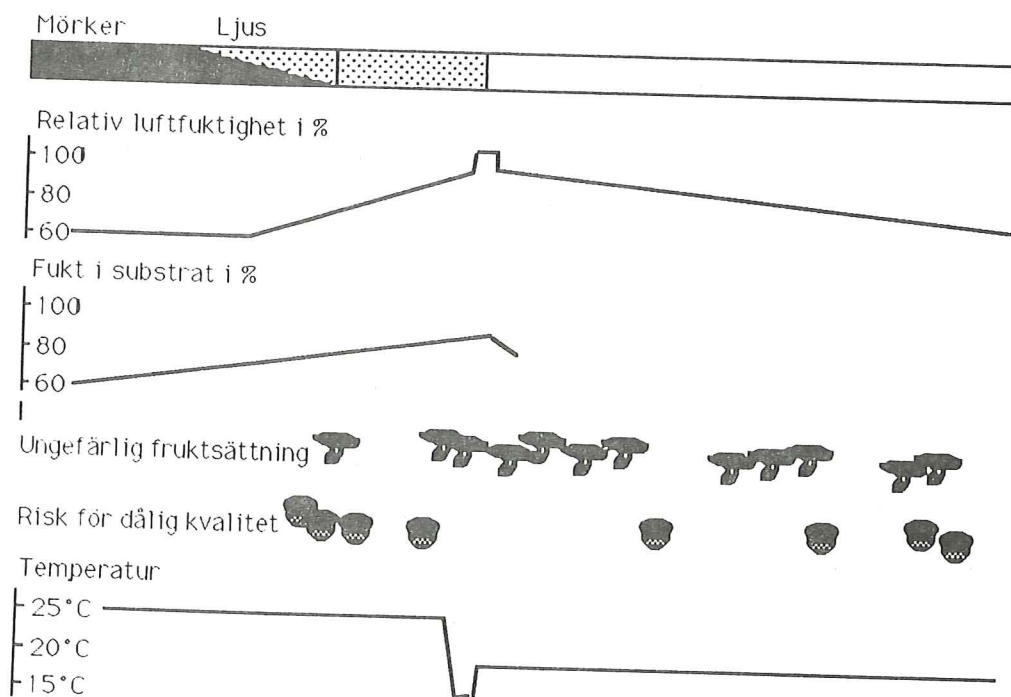 Mörker Ljus
Relativ luftfuktighet i %
100
80
60
Fukt i substrat i %
100
80
60
Ungefärlig fruktsättning
Risk för dålig kvalitet
Temperatur
25°C
20°C
15°C